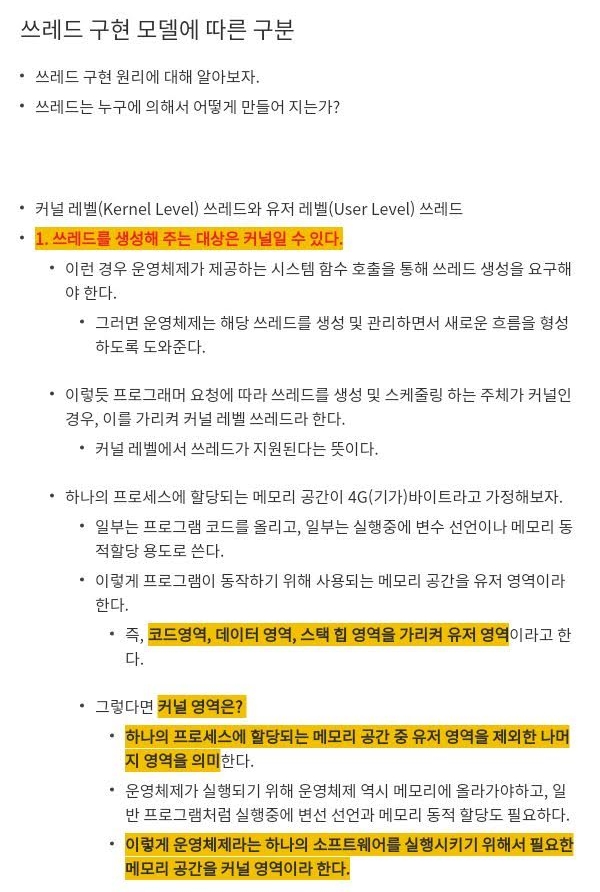 쓰레드 구현 모델에 따른 구분
• 쓰레드 구현 원리에 대해 알아보자.
• 쓰레드는 누구에 의해서 어떻게 만들어 지는가?
• 커널 레벨(Kernel Level) 쓰레드와 유저 레벨(User Level) 쓰레드
• 1. 쓰레드를 생성해 주는 대상은 커널일 수 있다.
• 이런 경우 운영체제가 제공하는 시스템 함수 호출을 통해 쓰레드 생성을 요구해
야 한다.
• 그러면 운영체제는 해당 쓰레드를 생성 및 관리하면서 새로운 흐름을 형성
하도록 도와준다.
• 이렇듯 프로그래머 요청에 따라 쓰레드를 생성 및 스케줄링 하는 주체가 커널인
경우, 이를 가리켜 커널 레벨 쓰레드라 한다.
• 커널 레벨에서 쓰레드가 지원된다는 뜻이다.
• 하나의 프로세스에 할당되는 메모리 공간이 4G(기가)바이트라고 가정해보자.
• 일부는 프로그램 코드를 올리고, 일부는 실행중에 변수 선언이나 메모리 동
적할당 용도로 쓴다.
• 이렇게 프로그램이 동작하기 위해 사용되는 메모리 공간을 유저 영역이라
한다.
• 즉, 코드영역, 데이터 영역, 스택 힙 영역을 가리켜 유저 영역이라고 한
다.
• 그렇다면 커널 영역은?
• 하나의 프로세스에 할당되는 메모리 공간 중 유저 영역을 제외한 나머
지 영역을 의미한다.
• 운영체제가 실행되기 위해 운영체제 역시 메모리에 올라가야하고, 일
반 프로그램처럼 실행중에 변선 선언과 메모리 동적 할당도 필요하다.
• 이렇게 운영체제라는 하나의 소프트웨어를 실행시키기 위해서 필요한
메모리 공간을 커널 영역이라 한다.